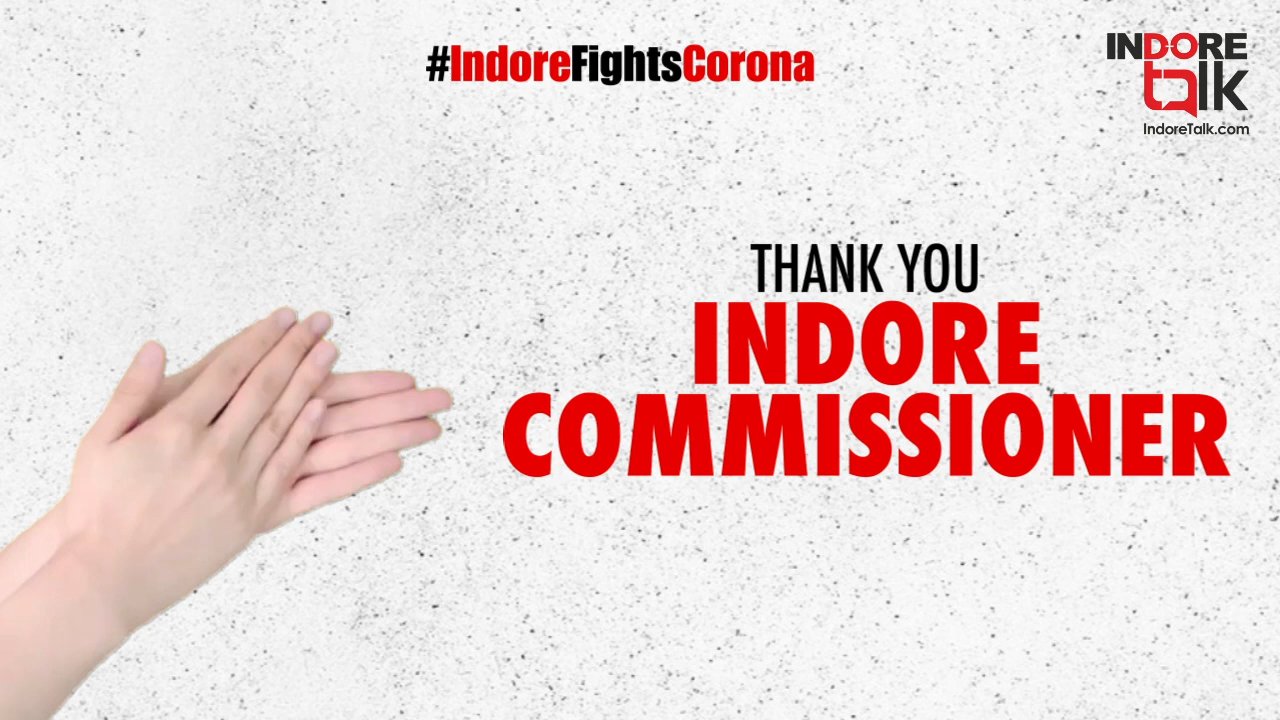 #IndoreFightsCorona
INDORE
talk
IndoreTalk.com
THANK YOU
INDORE
COMMISSIONER